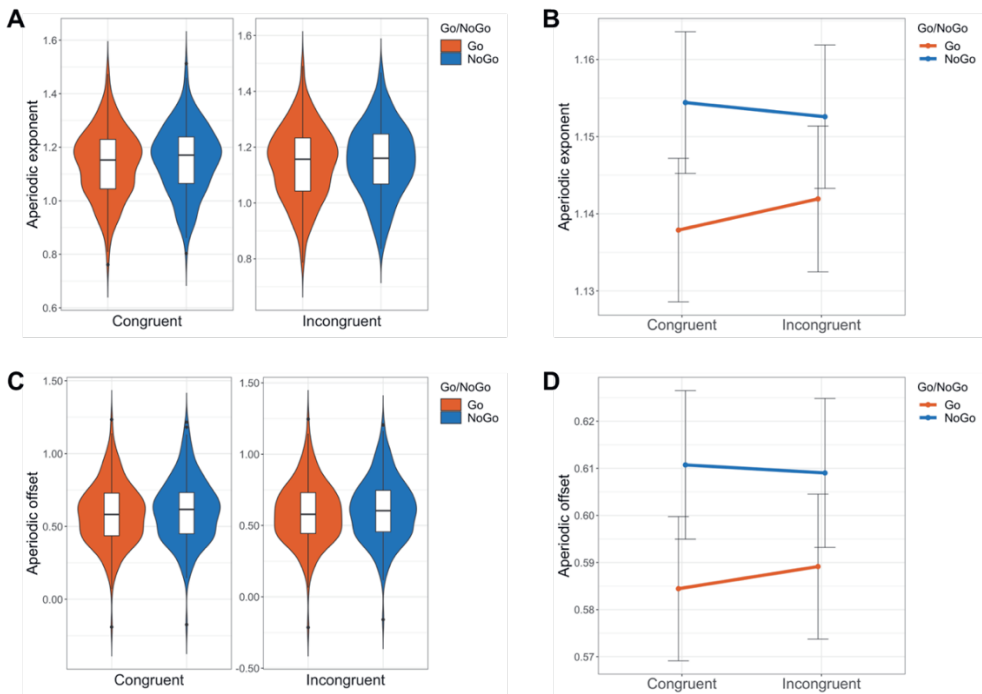 A
Aperiodic exponent
1.6
1.4
1.2
1.0
0.8
0.6
Congruent
1.6
1.4
1.2
1.0
0.8
Incongruent
Go/NoGo
Go
NoGo
B
Aperiodic exponent
1.16
1.15
1.14
1.13
Congruent
Incongruent
Go/NoGo
Go
NoGo
C
Aperiodic offset
1.50
1.00
0.50
0.00
Congruent
1.50
1.00
0.50
0.00
-0.50
Incongruent
Go/NoGo
Go
NoGo
D
Aperiodic offset
0.62
0.61
0.60
0.59
0.58
0.57
Congruent
Incongruent
Go/NoGo
Go
NoGo